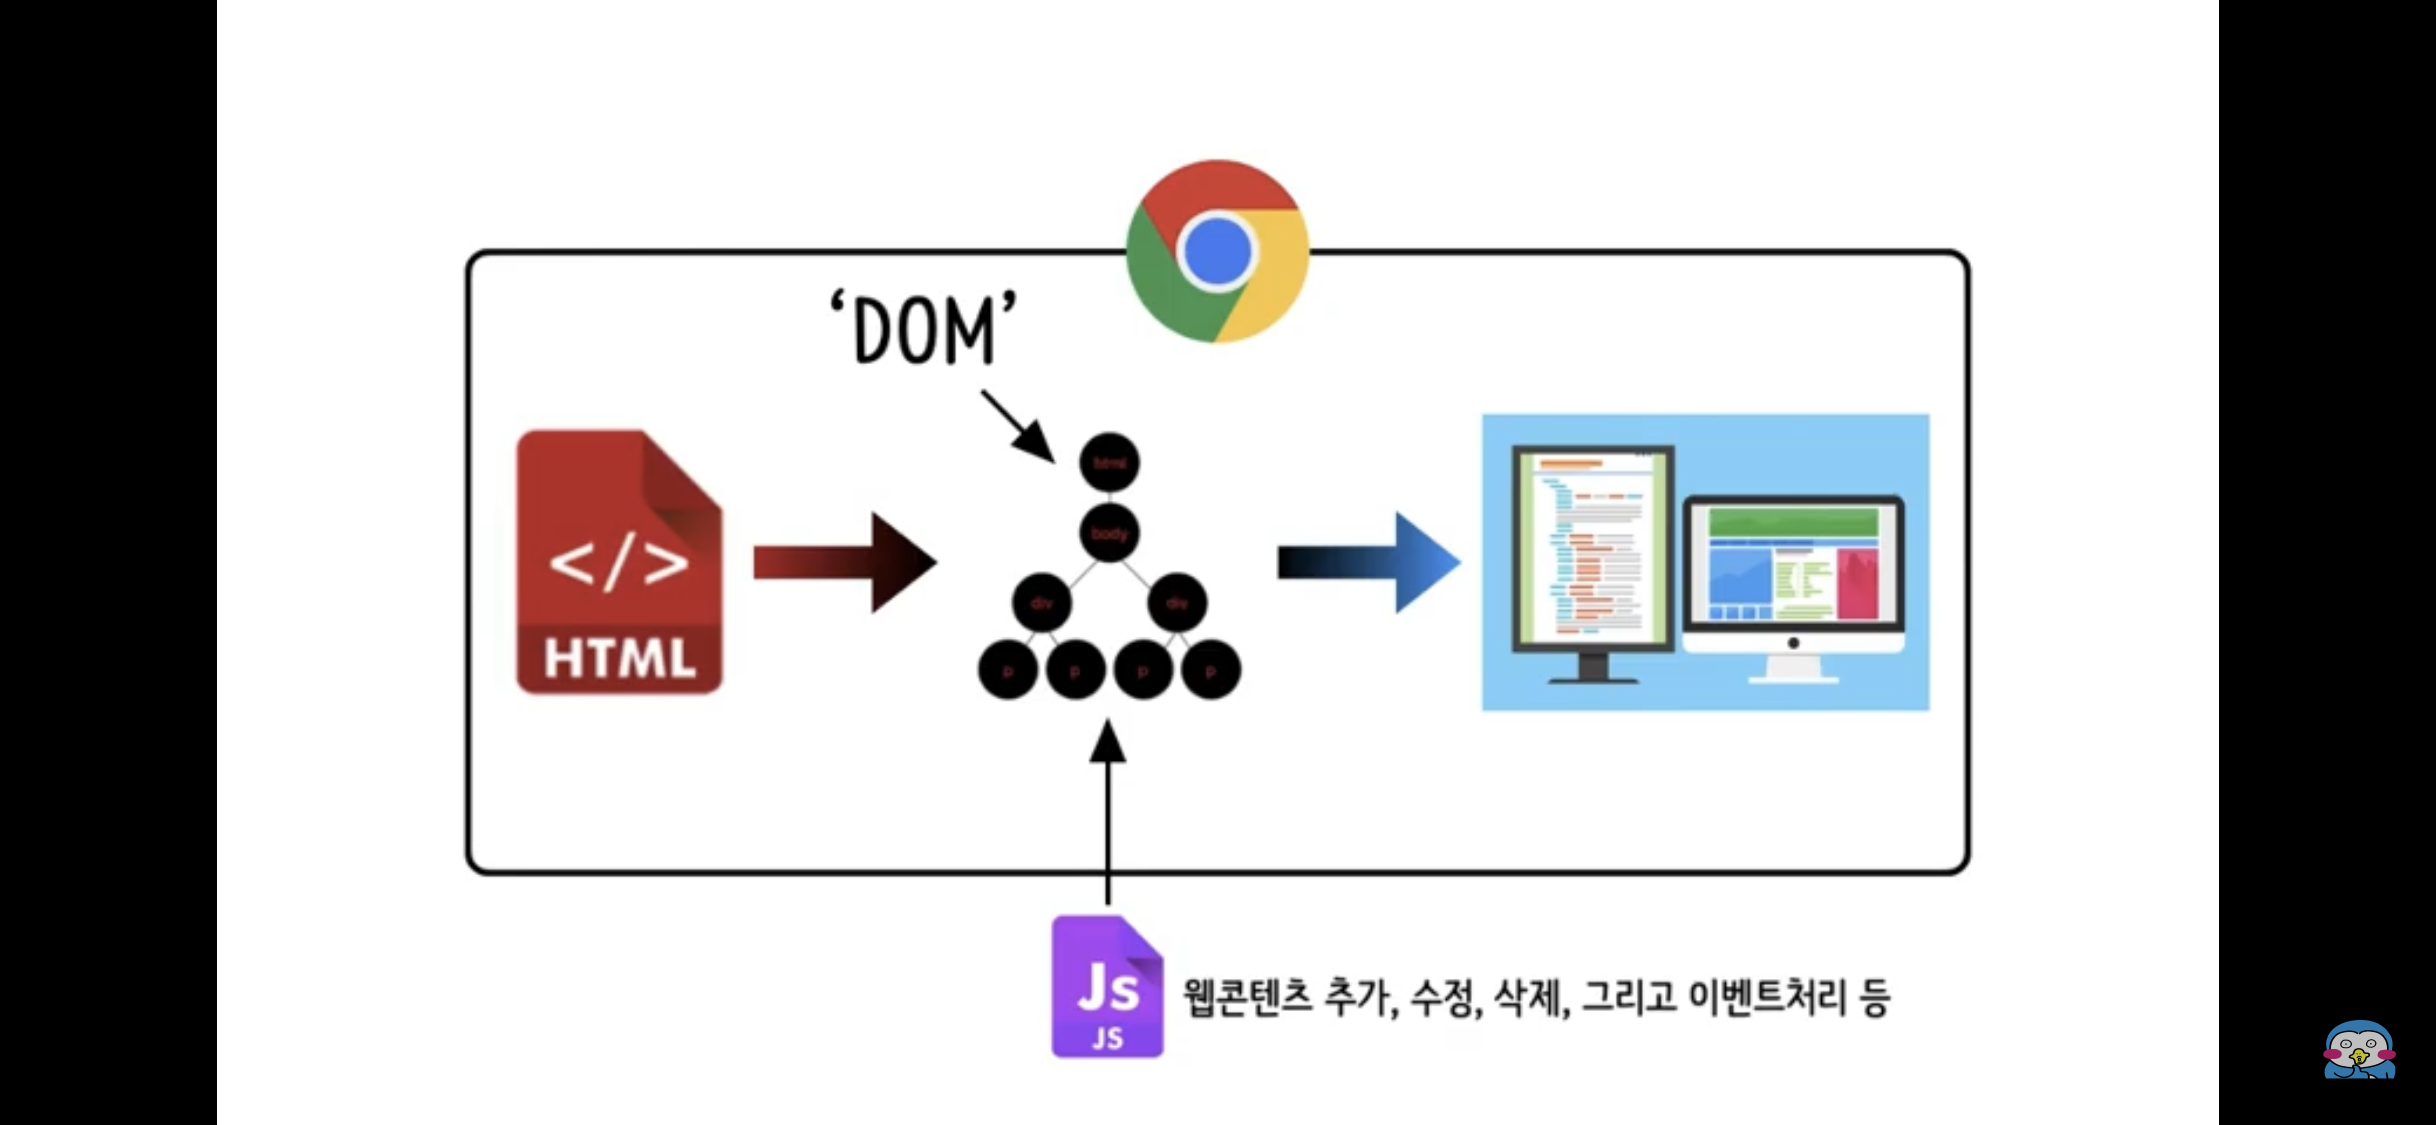 ‘DOM’
html
body
div div
p p p p
</>
HTML
Js
JS
웹콘텐츠 추가, 수정, 삭제, 그리고 이벤트처리 등